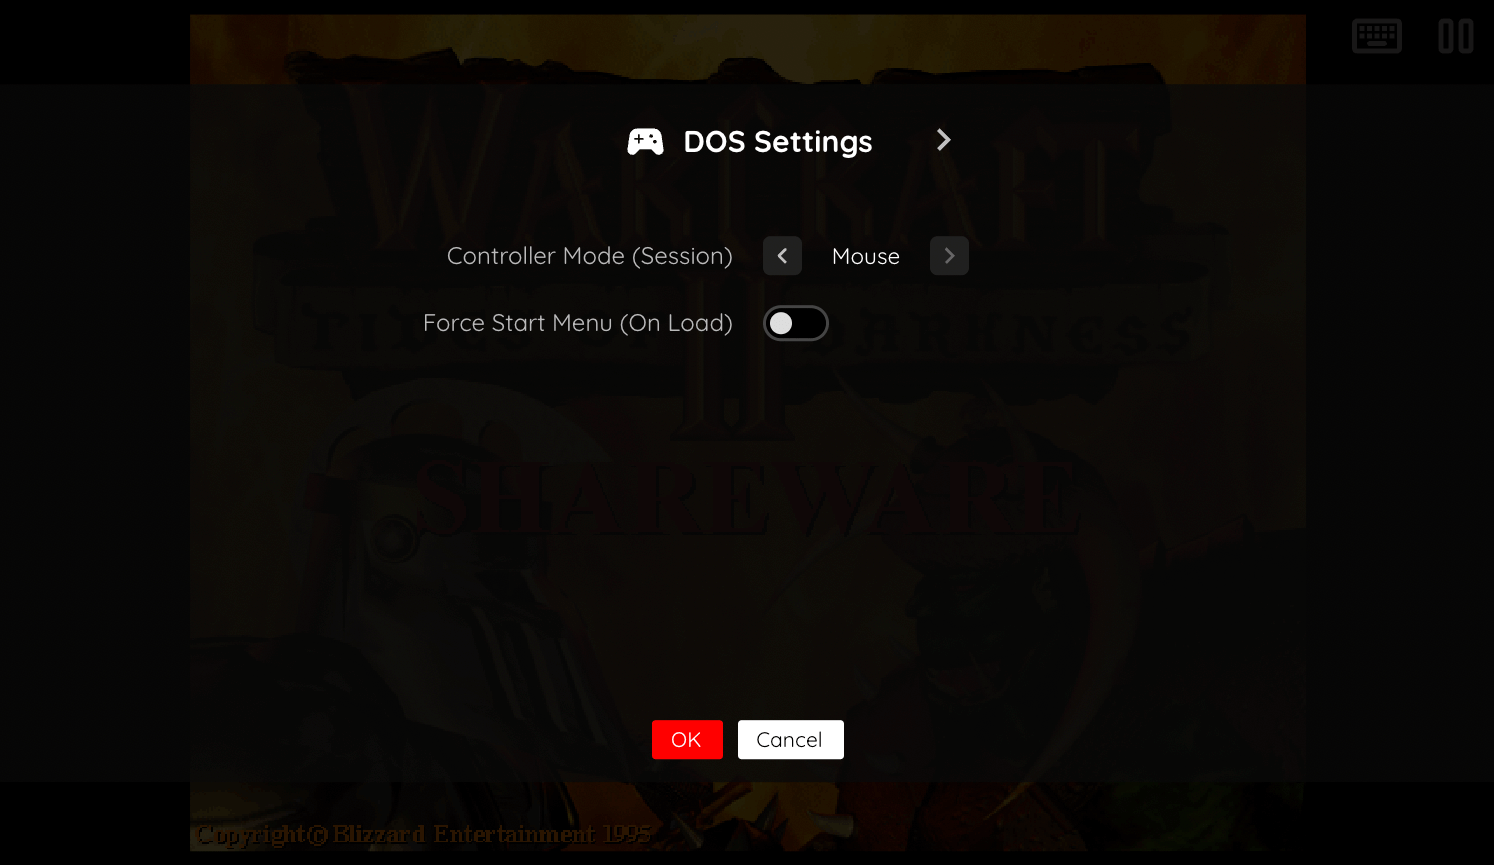 WARCRAFT
DOS Settings
Controller Mode (Session)
Mouse
II
TIDES OF DARKNESS
Force Start Menu (On Load)
SHAREWARE
OK
Cancel
Copyright© Blizzard Entertainment 1995